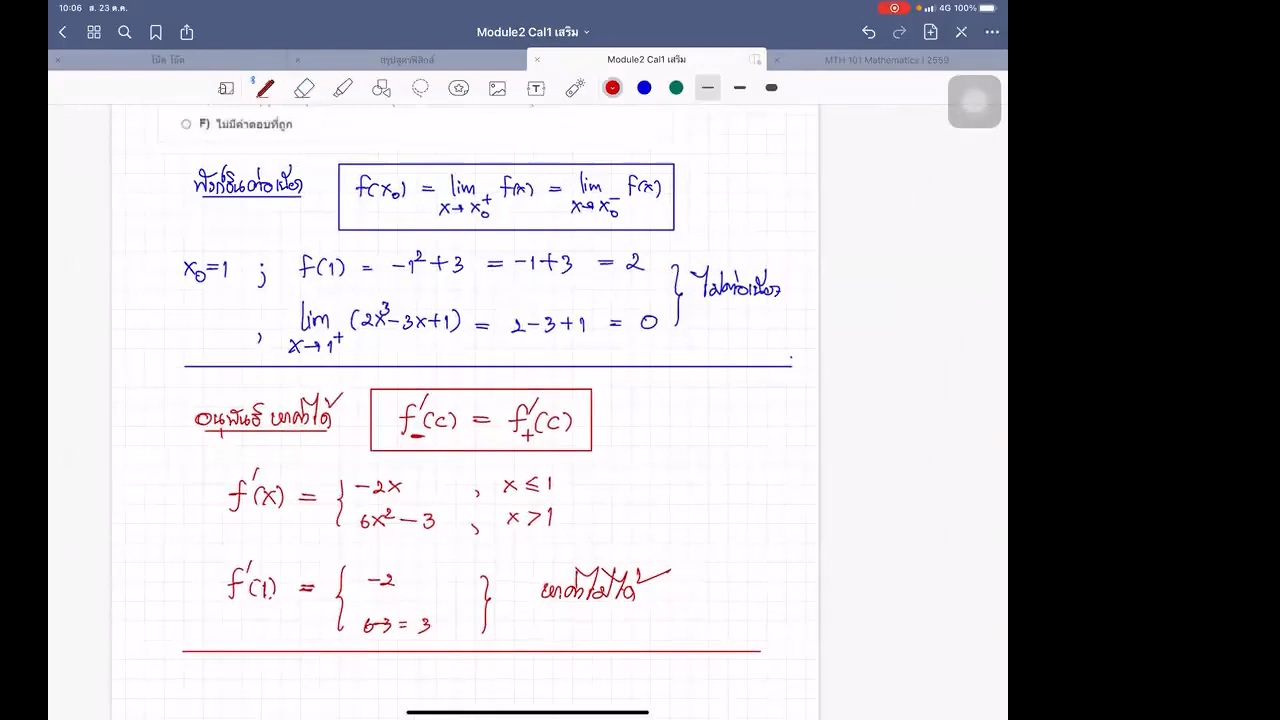 10:06 ส. 23 ต.ค.
4G 100%
Module2 Cal1 เสริม
โน๊ต โน๊ต
สรุปสูตรฟิสิกส์
Module2 Cal1 เสริม
MTH 101 Mathematics I 2559
F) ไม่มีคำตอบที่ถูก
ฟังก์ชันต่อเนื่อง f(x₀) = lim x→x₀⁺ f(x) = lim x→x₀⁻ f(x)
x₀=1 ; f(1) = -1² + 3 = -1+3 = 2
, lim x→1⁺ (2x³-3x+1) = 2-3+1 = 0 } ไม่ต่อเนื่อง
อนุพันธ์ หาค่าได้ f'₋(c) = f'₊(c)
f'(x) = { -2x , x ≤ 1
6x² - 3 , x > 1
f'(1) = { -2
6-3 = 3 } หาค่าไม่ได้ ✓